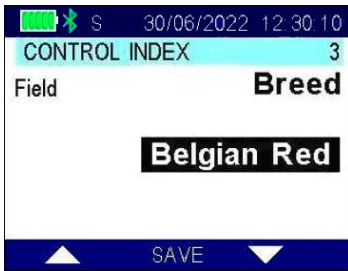 S 30/06/2022 12:30:10
CONTROL INDEX 3
Field Breed
Belgian Red
SAVE